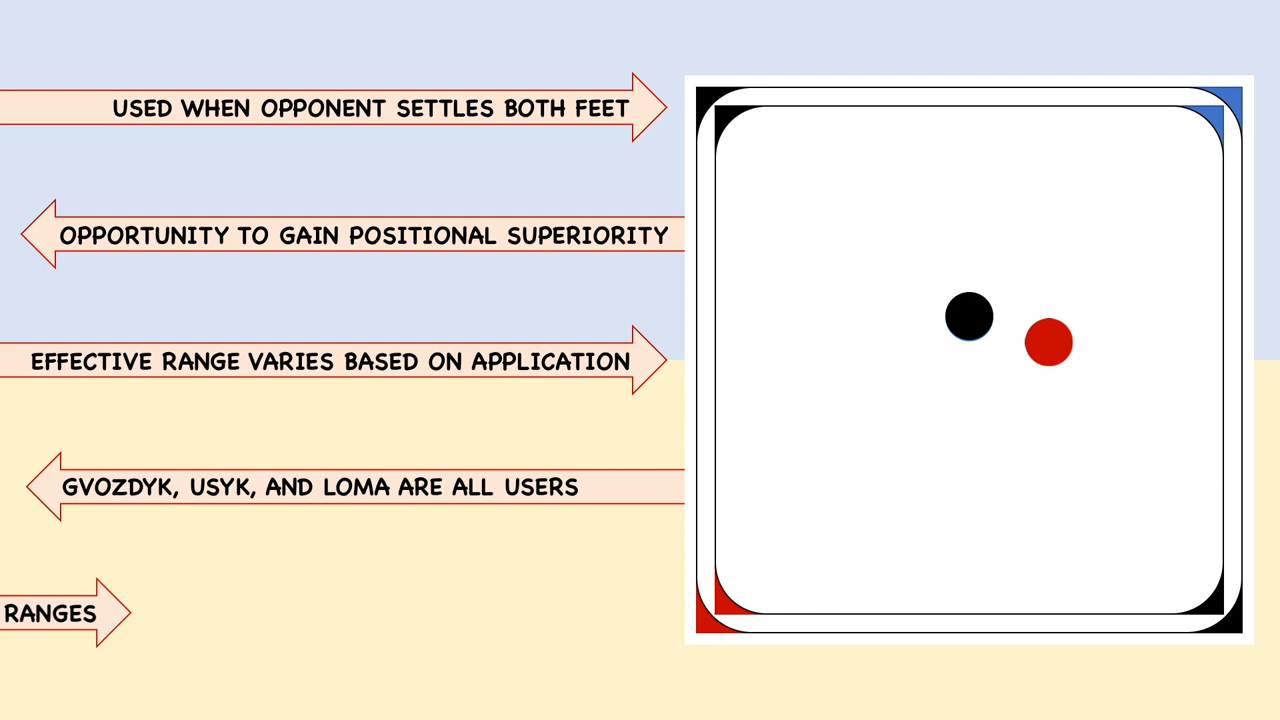 USED WHEN OPPONENT SETTLES BOTH FEET
OPPORTUNITY TO GAIN POSITIONAL SUPERIORITY
EFFECTIVE RANGE VARIES BASED ON APPLICATION
GVOZDYK, USYK, AND LOMA ARE ALL USERS
RANGES